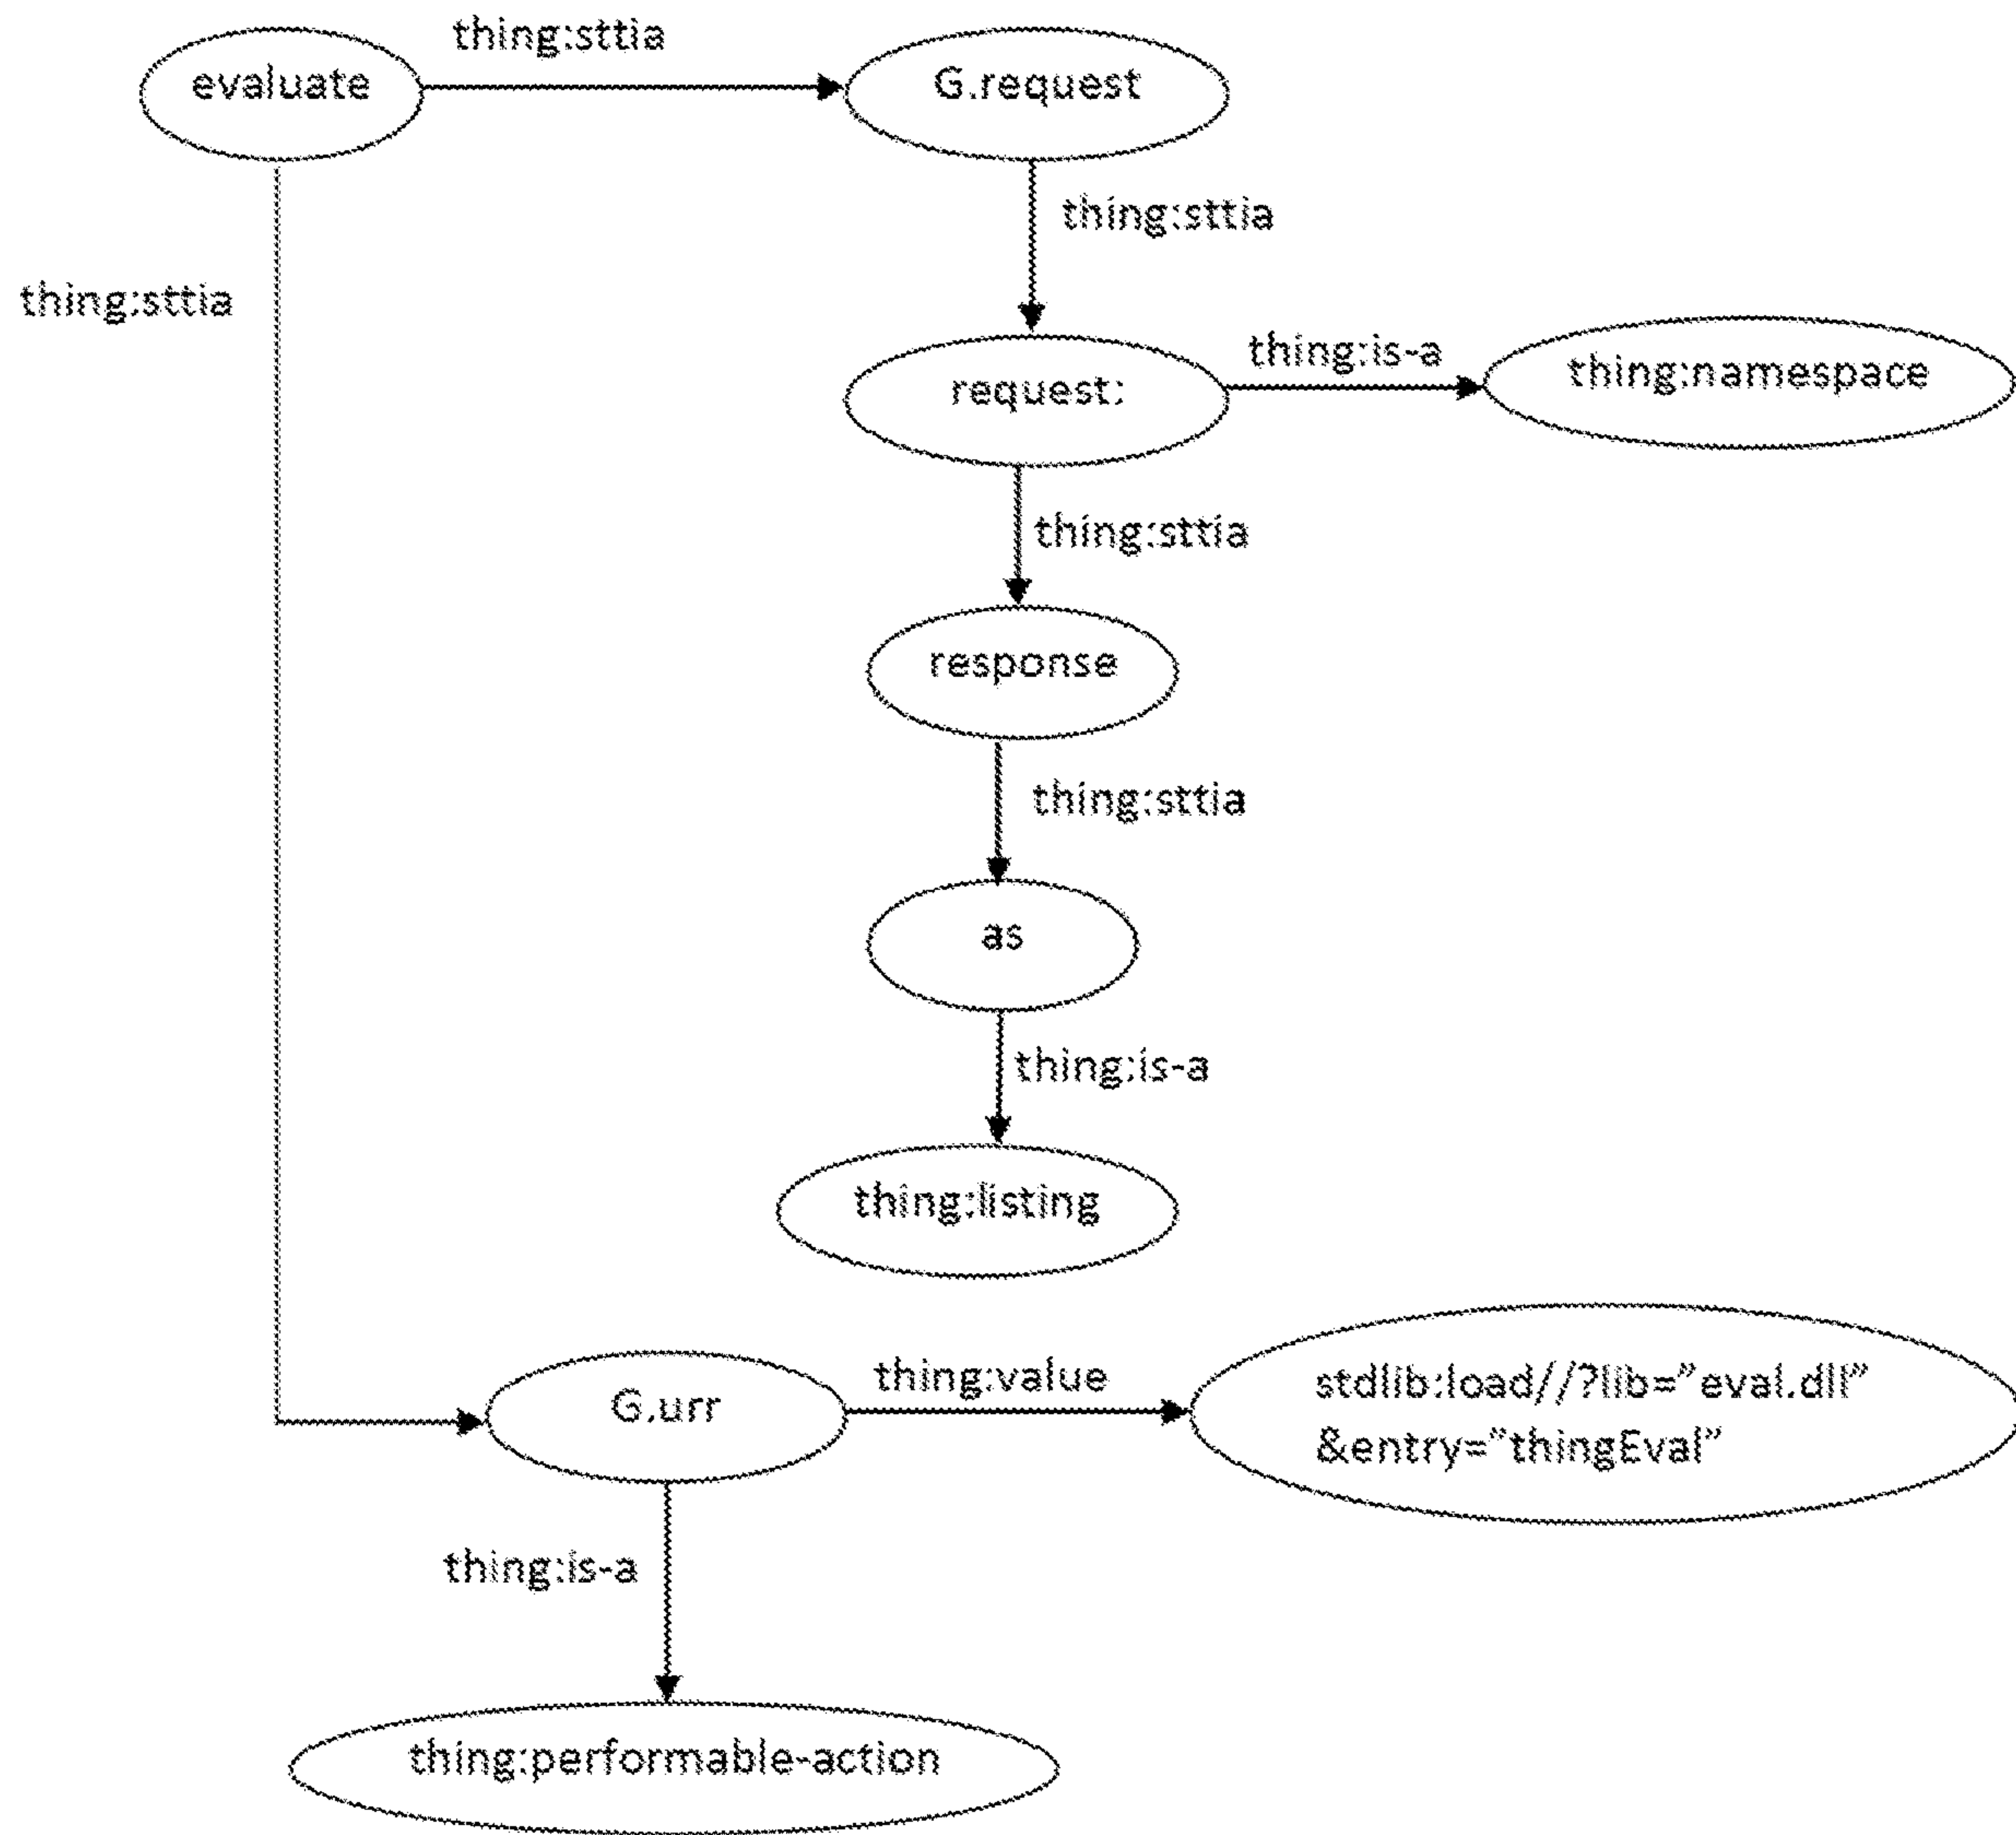 thing:sttia
evaluate
G.request
thing:sttia
thing:sttia
request:
thing:is-a
thing:namespace
thing:sttia
response
thing:sttia
as
thing:is-a
thing:listing
G.urr
thing:value
stdlib:load//?lib=”eval.dll”
&entry=”thingEval”
thing:is-a
thing:performable-action